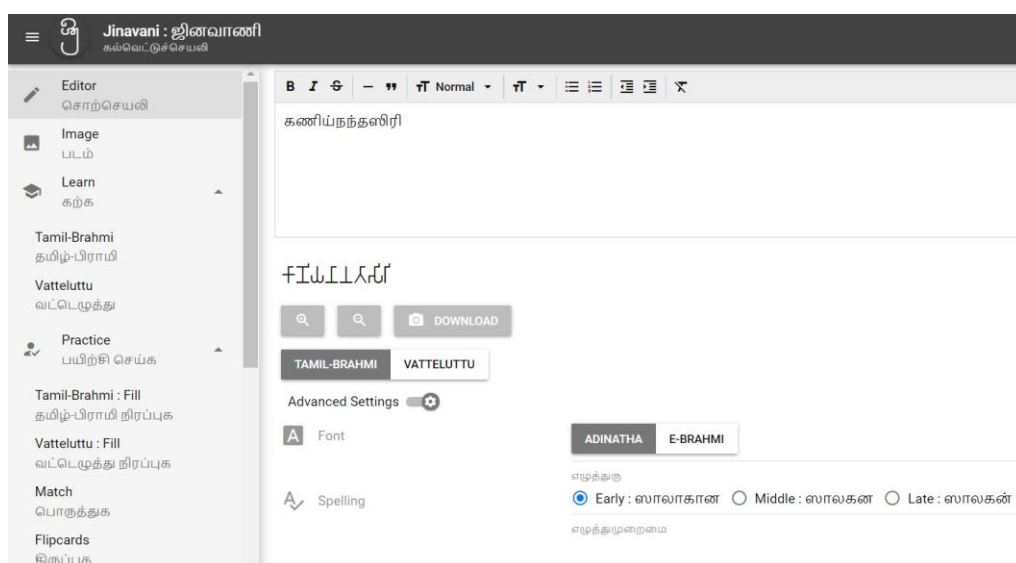 Jinavani : ஜினவாணி
கல்வெட்டுச்செயலி
Editor
சொற்செயலி
Image
படம்
Learn
கற்க
Tamil-Brahmi
தமிழ்-பிராமி
Vatteluttu
வட்டெழுத்து
Practice
பயிற்சி செய்க
Tamil-Brahmi : Fill
தமிழ்-பிராமி நிரப்புக
Vatteluttu : Fill
வட்டெழுத்து நிரப்புக
Match
பொருத்துக
Flipcards
திருப்புக
B I S Normal
கணிய்நந்தஸிரி
DOWNLOAD
TAMIL-BRAHMI VATTELUTTU
Advanced Settings
Font ADINATHA E-BRAHMI
எழுத்துரு
Spelling Early : ஸாலாகான Middle : ஸாலகன Late : ஸாலகன்
எழுத்துமுறைமை